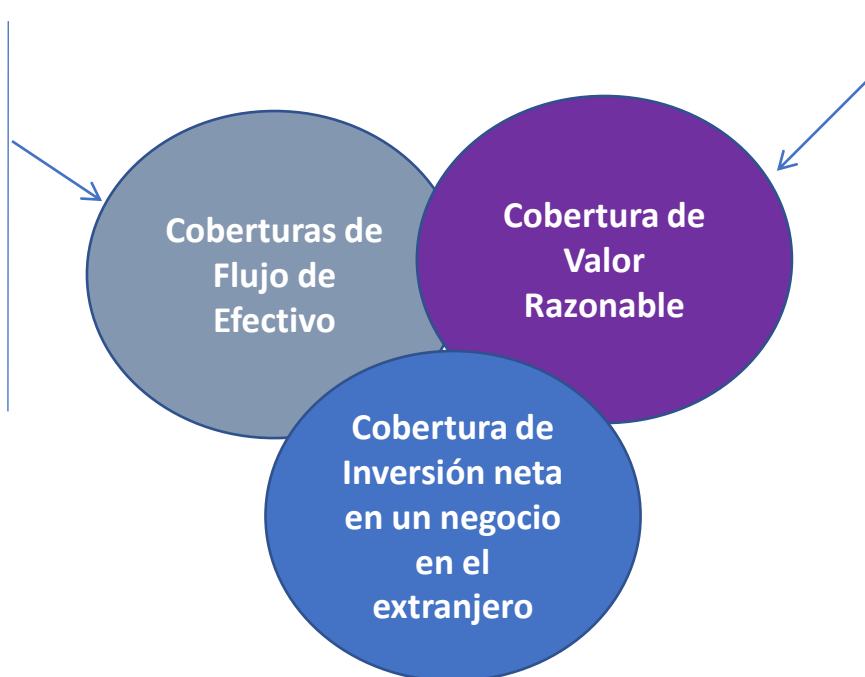 Coberturas de
Flujo de
Efectivo
Cobertura de
Valor
Razonable
Cobertura de
Inversión neta
en un negocio
en el
extranjero